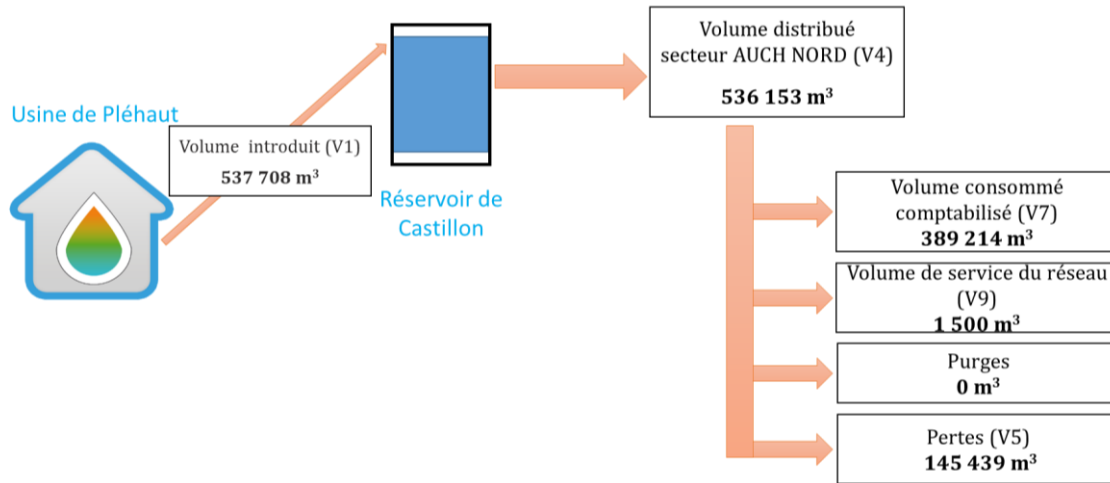 Usine de Pléhaut
Volume introduit (V1)
537 708 m³
Réservoir de
Castillon
Volume distribué
secteur AUCH NORD (V4)
536 153 m³
Volume consommé
comptabilisé (V7)
389 214 m³
Volume de service du réseau
(V9)
1 500 m³
Purges
0 m³
Pertes (V5)
145 439 m³